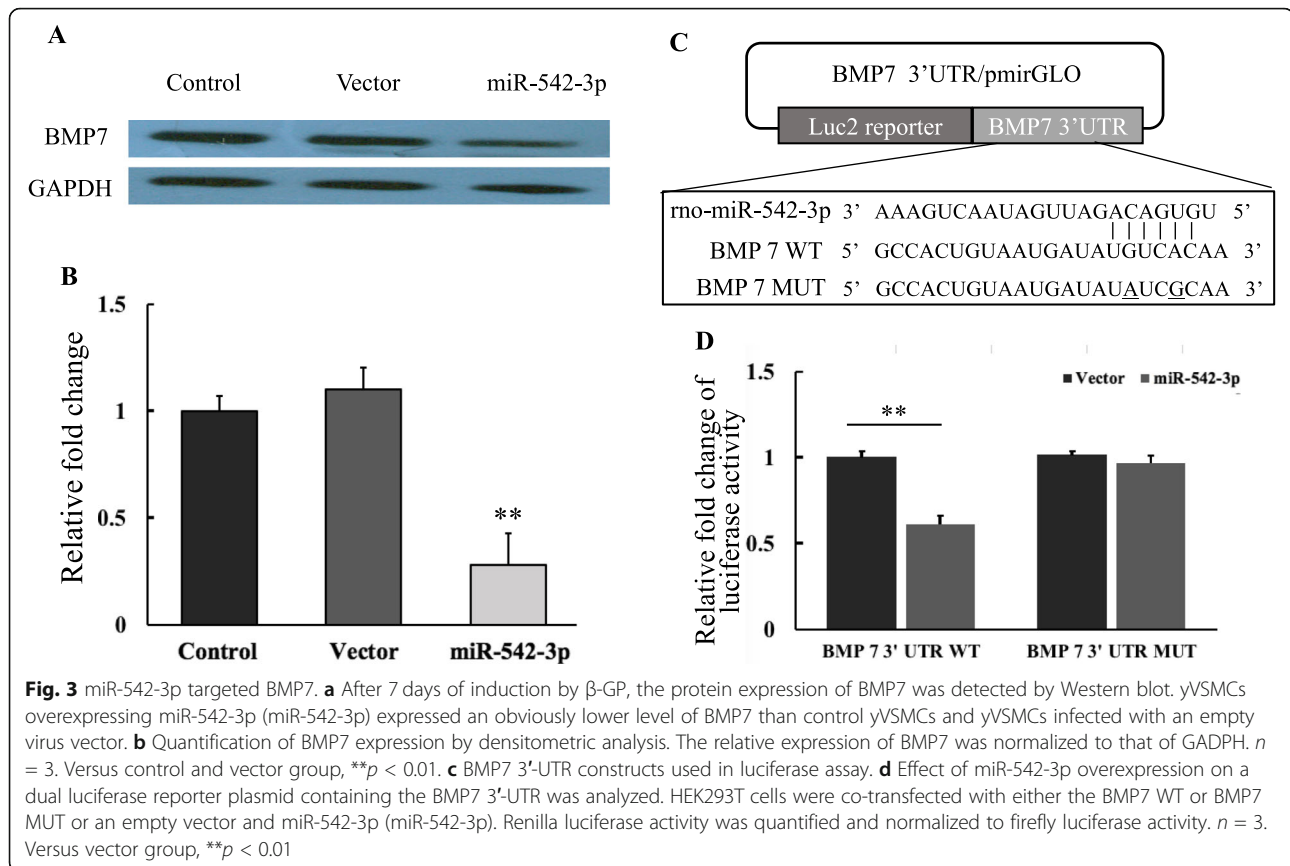 A
Control Vector miR-542-3p
BMP7
GAPDH
B
Relative fold change
1.5
1
0.5
0
**
Control Vector miR-542-3p
C
BMP7 3'UTR/pmirGLO
Luc2 reporter BMP7 3'UTR
rno-miR-542-3p 3’ AAAGUCAAUAGUUAGACAGUGU 5’
BMP 7 WT 5’ GCCACUGUAAUGAUAUGUCACAA 3’
BMP 7 MUT 5’ GCCACUGUAAUGAUAUAUCGCAA 3’
D
Relative fold change of
luciferase activity
1.5
1
0.5
0
Vector miR-542-3p
**
BMP 7 3' UTR WT BMP 7 3' UTR MUT
Fig. 3 miR-542-3p targeted BMP7. a After 7 days of induction by β-GP, the protein expression of BMP7 was detected by Western blot. yVSMCs
overexpressing miR-542-3p (miR-542-3p) expressed an obviously lower level of BMP7 than control yVSMCs and yVSMCs infected with an empty
virus vector. b Quantification of BMP7 expression by densitometric analysis. The relative expression of BMP7 was normalized to that of GADPH. n
= 3. Versus control and vector group, **p < 0.01. c BMP7 3′-UTR constructs used in luciferase assay. d Effect of miR-542-3p overexpression on a
dual luciferase reporter plasmid containing the BMP7 3′-UTR was analyzed. HEK293T cells were co-transfected with either the BMP7 WT or BMP7
MUT or an empty vector and miR-542-3p (miR-542-3p). Renilla luciferase activity was quantified and normalized to firefly luciferase activity. n = 3.
Versus vector group, **p < 0.01